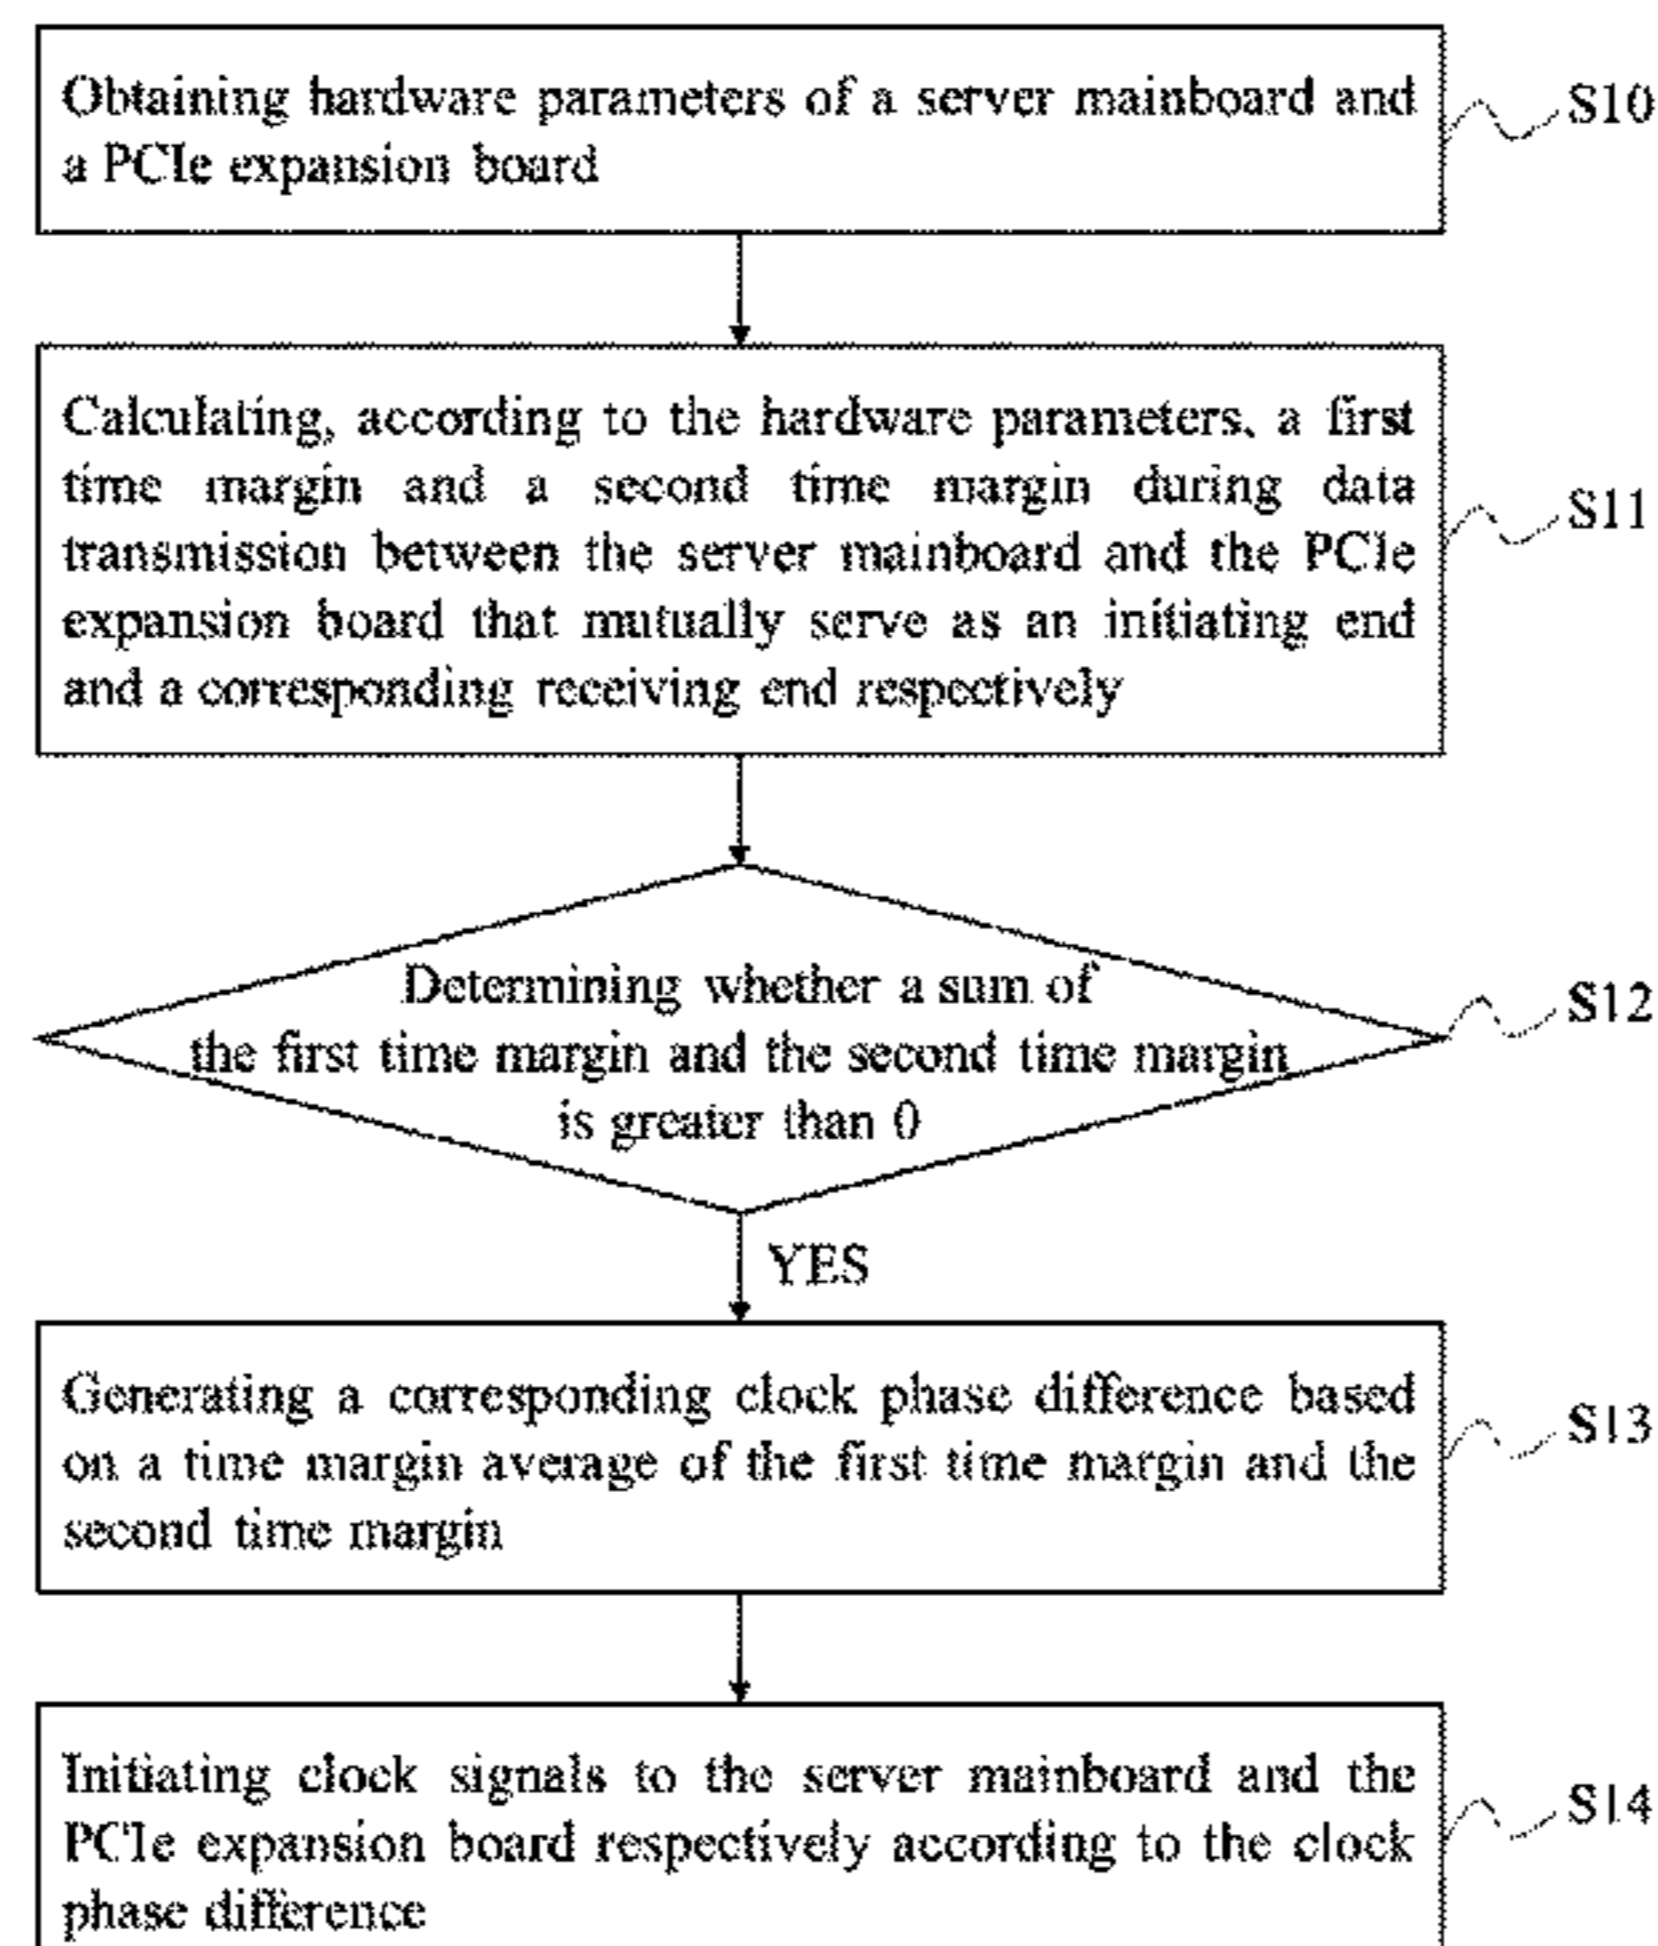 Obtaining hardware parameters of a server mainboard and
a PCIe expansion board
S10
Calculating, according to the hardware parameters, a first
time margin and a second time margin during data
transmission between the server mainboard and the PCIe
expansion board that mutually serve as an initiating end
and a corresponding receiving end respectively
S11
Determining whether a sum of
the first time margin and the second time margin
is greater than 0
S12
YES
Generating a corresponding clock phase difference based
on a time margin average of the first time margin and the
second time margin
S13
Initiating clock signals to the server mainboard and the
PCIe expansion board respectively according to the clock
phase difference
S14